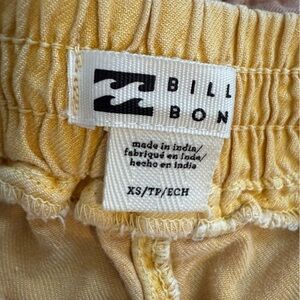 BILL
BON
made in india/
fabriqué en inde/
hecho en india
XS/TP/ECH